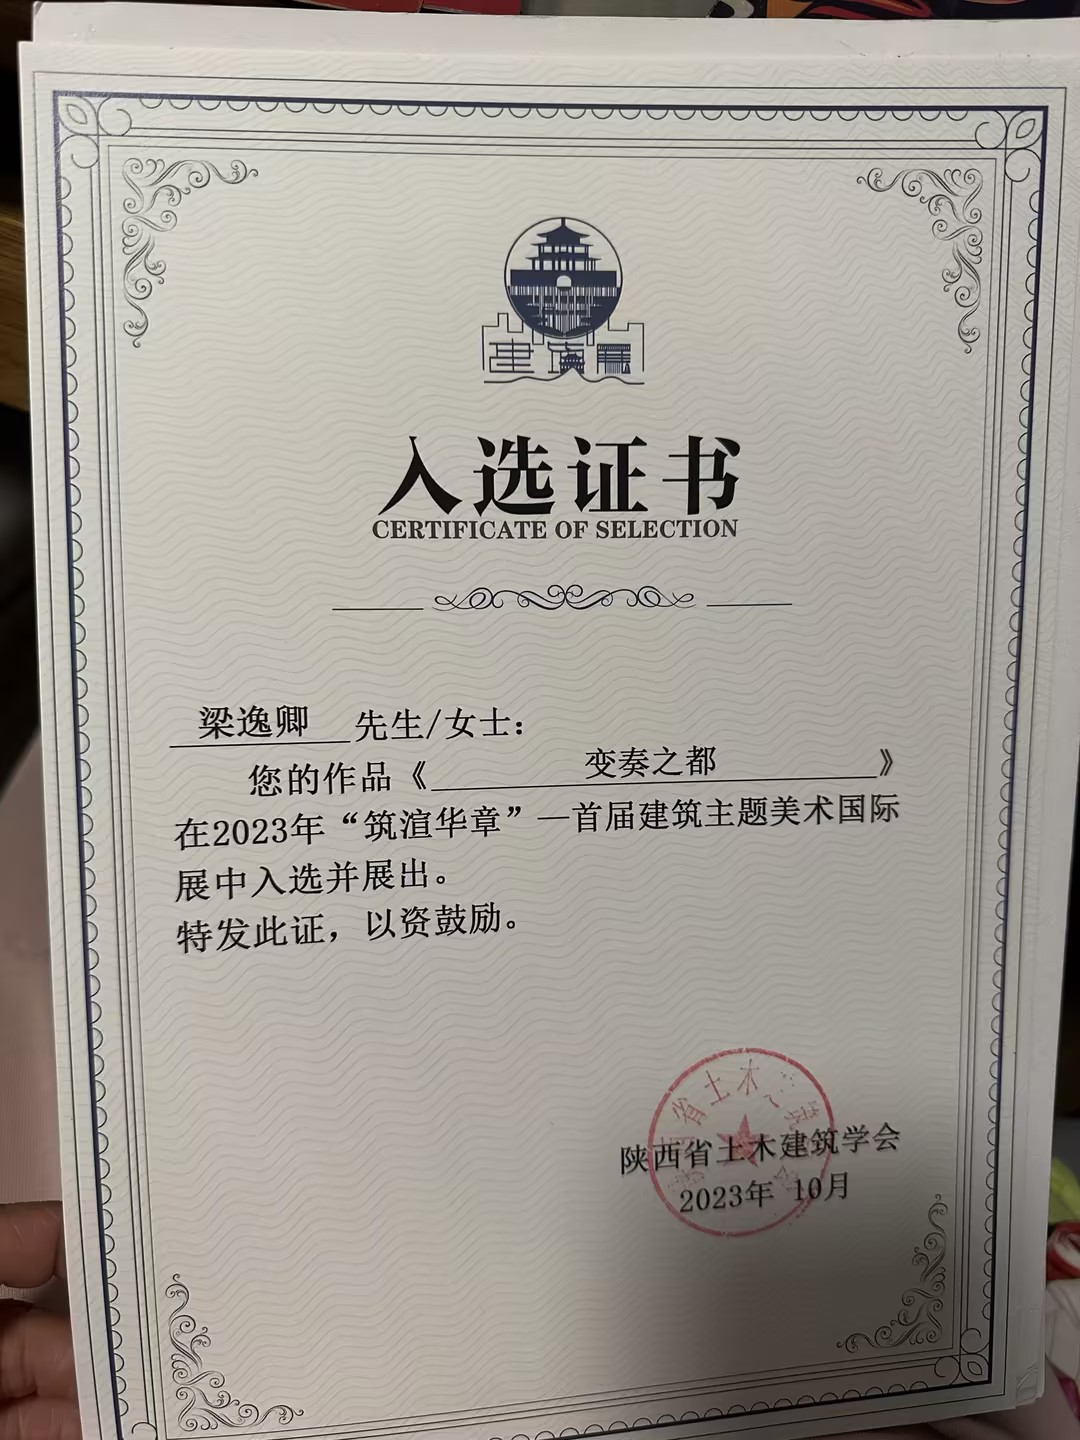 建筑展
入选证书
CERTIFICATE OF SELECTION
梁逸卿 先生/女士：
您的作品《 变奏之都 》
在2023年“筑渲华章”—首届建筑主题美术国际
展中入选并展出。
特发此证，以资鼓励。
陕西省土木建筑学会
2023年 10月